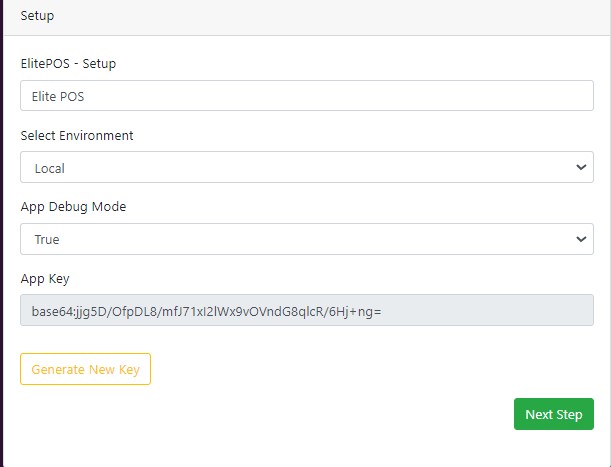 Setup
ElitePOS - Setup
Elite POS
Select Environment
Local
App Debug Mode
True
App Key
base64:jjg5D/OfpDL8/mfJ71xI2lWx9vOVndG8qlcR/6Hj+ng=
Generate New Key
Next Step